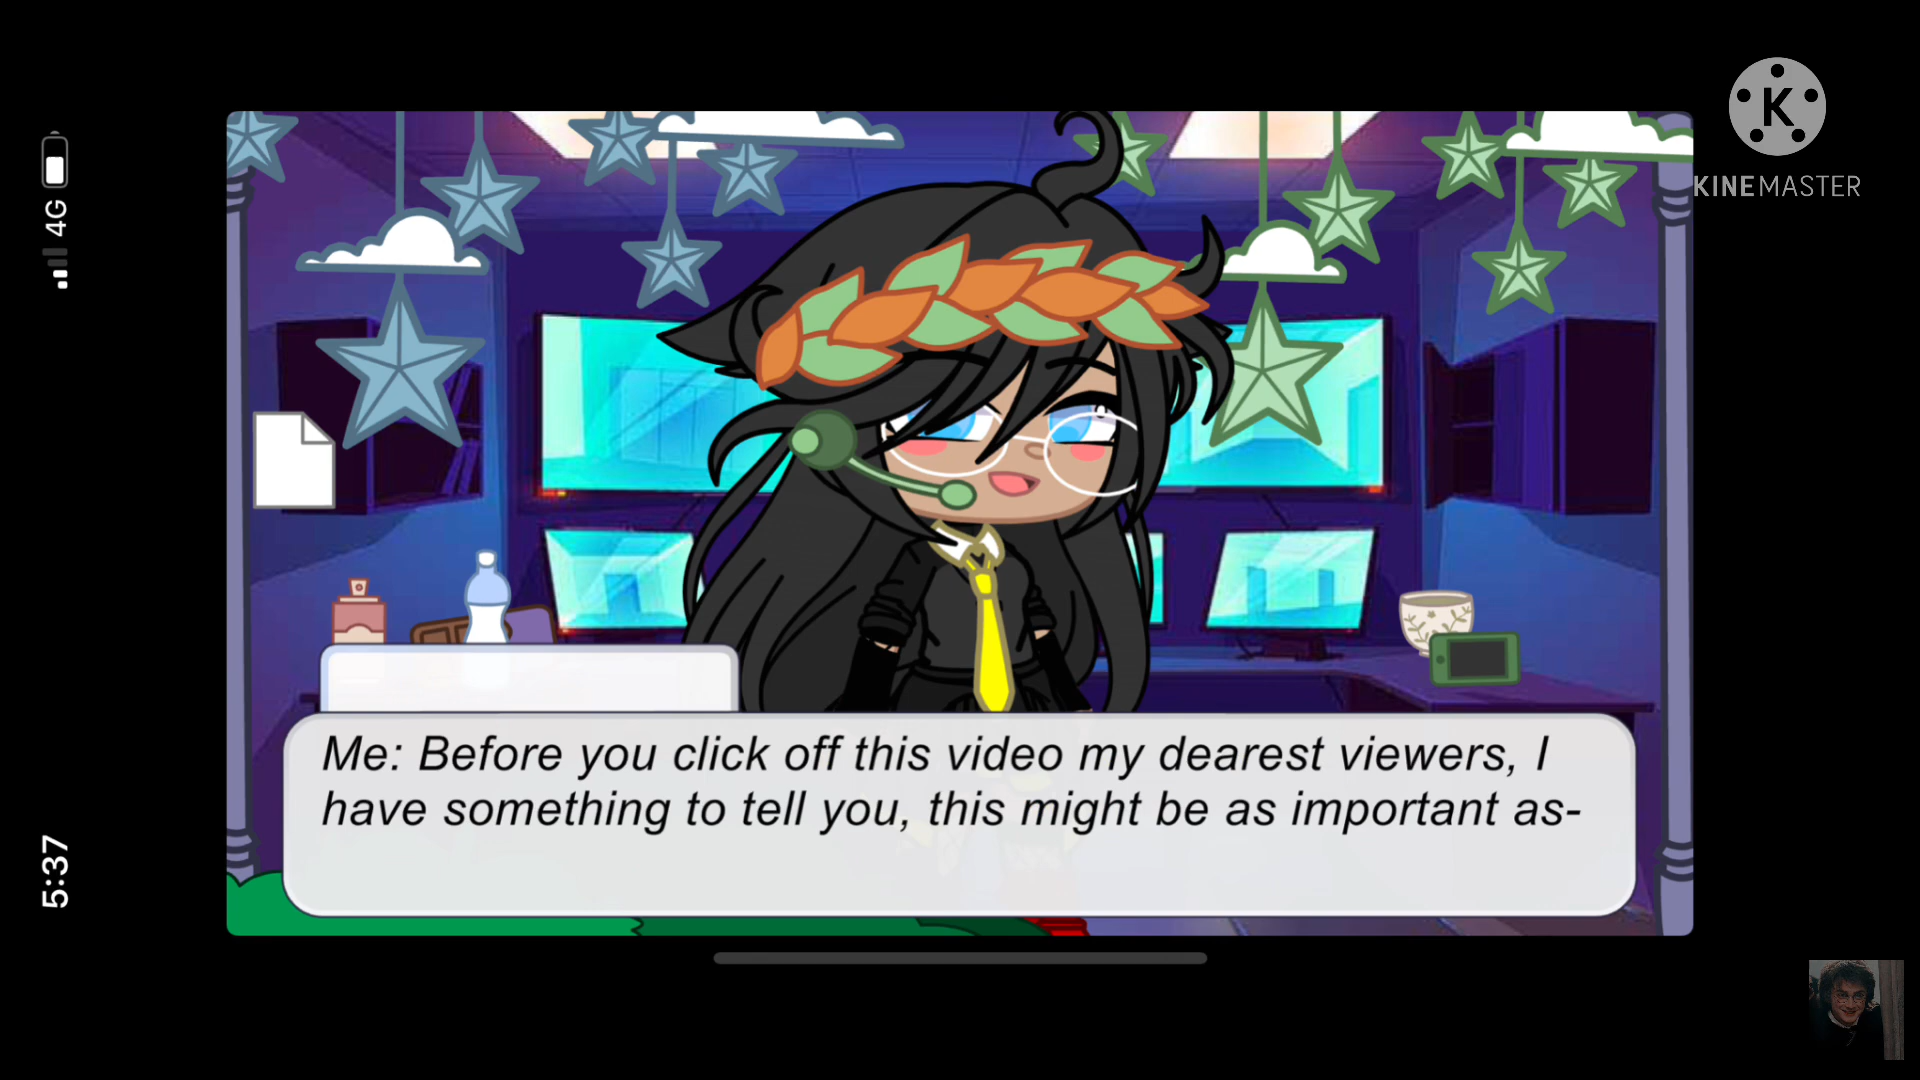 K
KINEMASTER
4G
5:37
Me: Before you click off this video my dearest viewers, I
have something to tell you, this might be as important as-